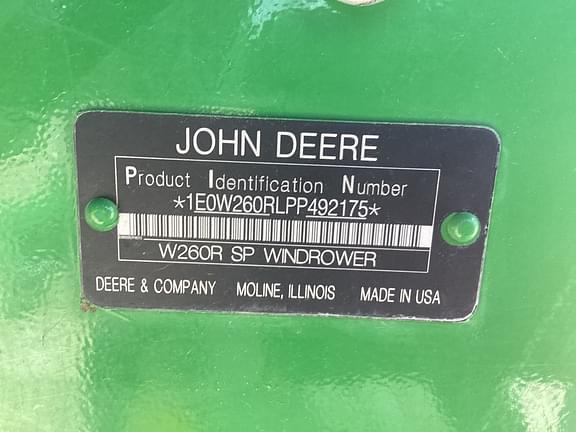 JOHN DEERE
Product Identification Number
*1E0W260RLPP492175*
W260R SP WINDROWER
DEERE & COMPANY MOLINE, ILLINOIS MADE IN USA